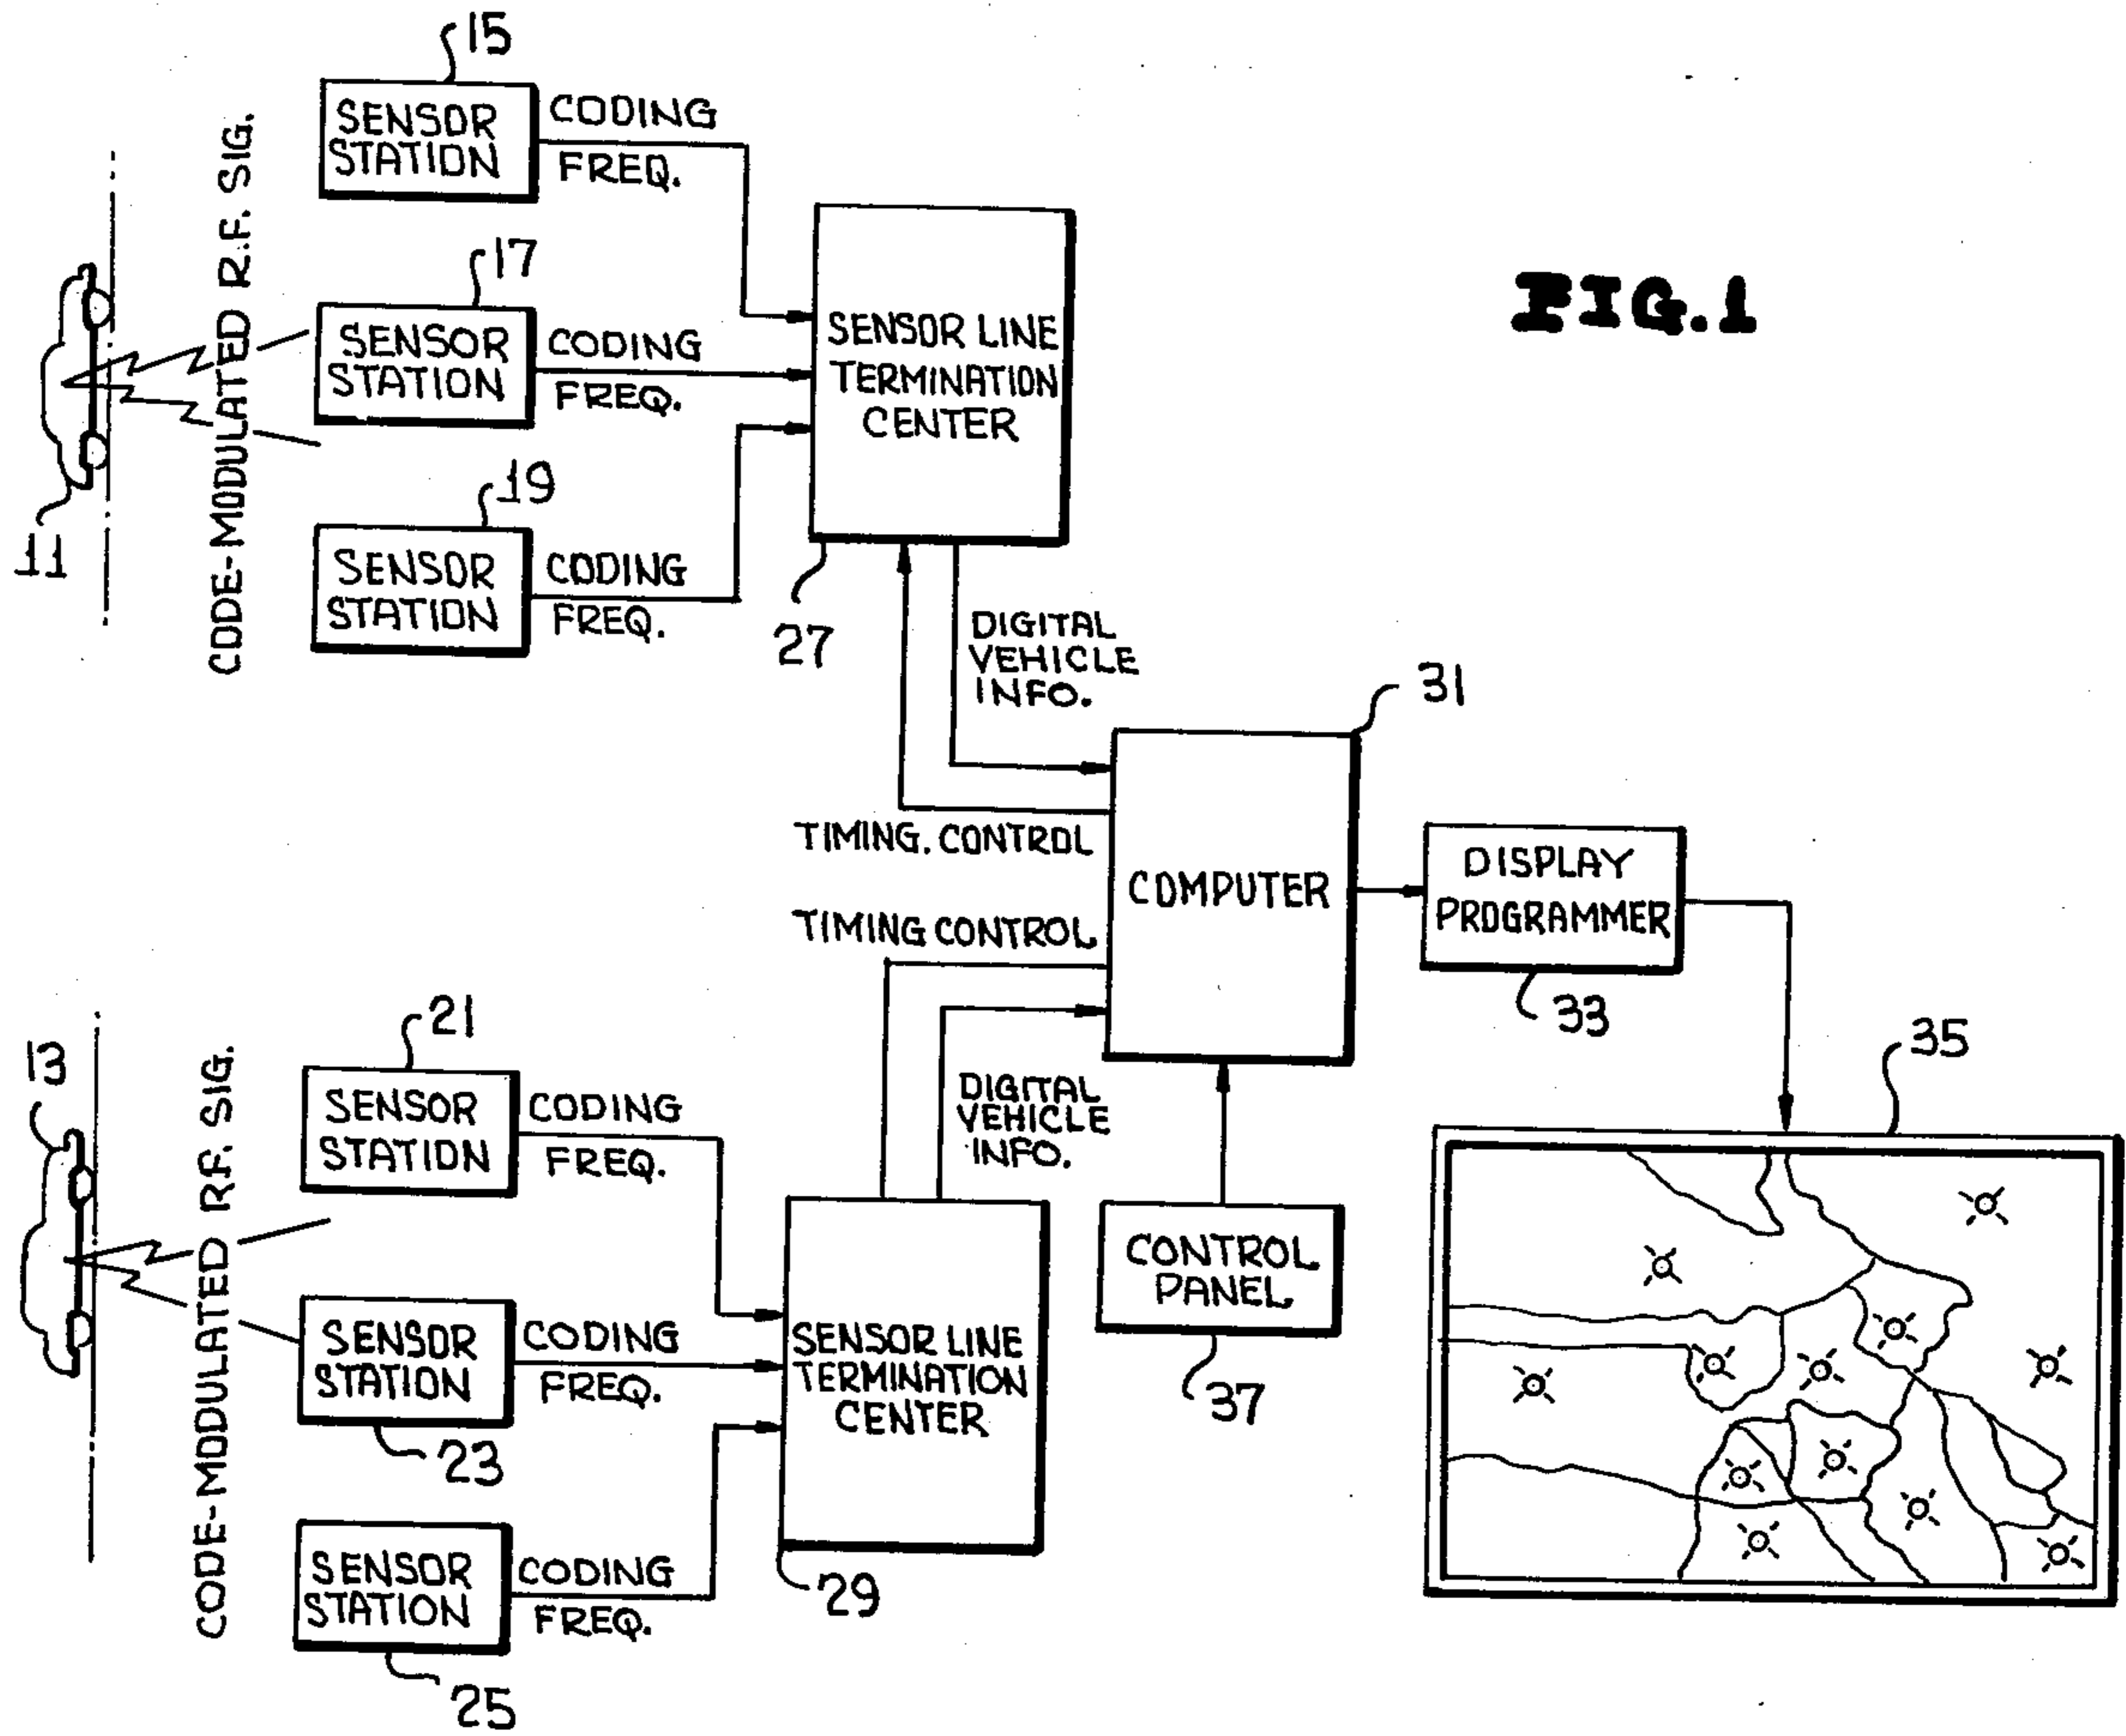 FIG.1
15
SENSOR
STATION
CODING
FREQ.
CODE-MODULATED R.F. SIG.
17
SENSOR
STATION
CODING
FREQ.
11
19
SENSOR
STATION
CODING
FREQ.
SENSOR LINE
TERMINATION
CENTER
27
DIGITAL
VEHICLE
INFO.
31
TIMING. CONTROL
COMPUTER
TIMING CONTROL
DISPLAY
PROGRAMMER
33
35
13
CODE-MODULATED R.F. SIG.
21
SENSOR
STATION
CODING
FREQ.
DIGITAL
VEHICLE
INFO.
23
SENSOR
STATION
CODING
FREQ.
SENSOR LINE
TERMINATION
CENTER
29
CONTROL
PANEL
37
SENSOR
STATION
CODING
FREQ.
25